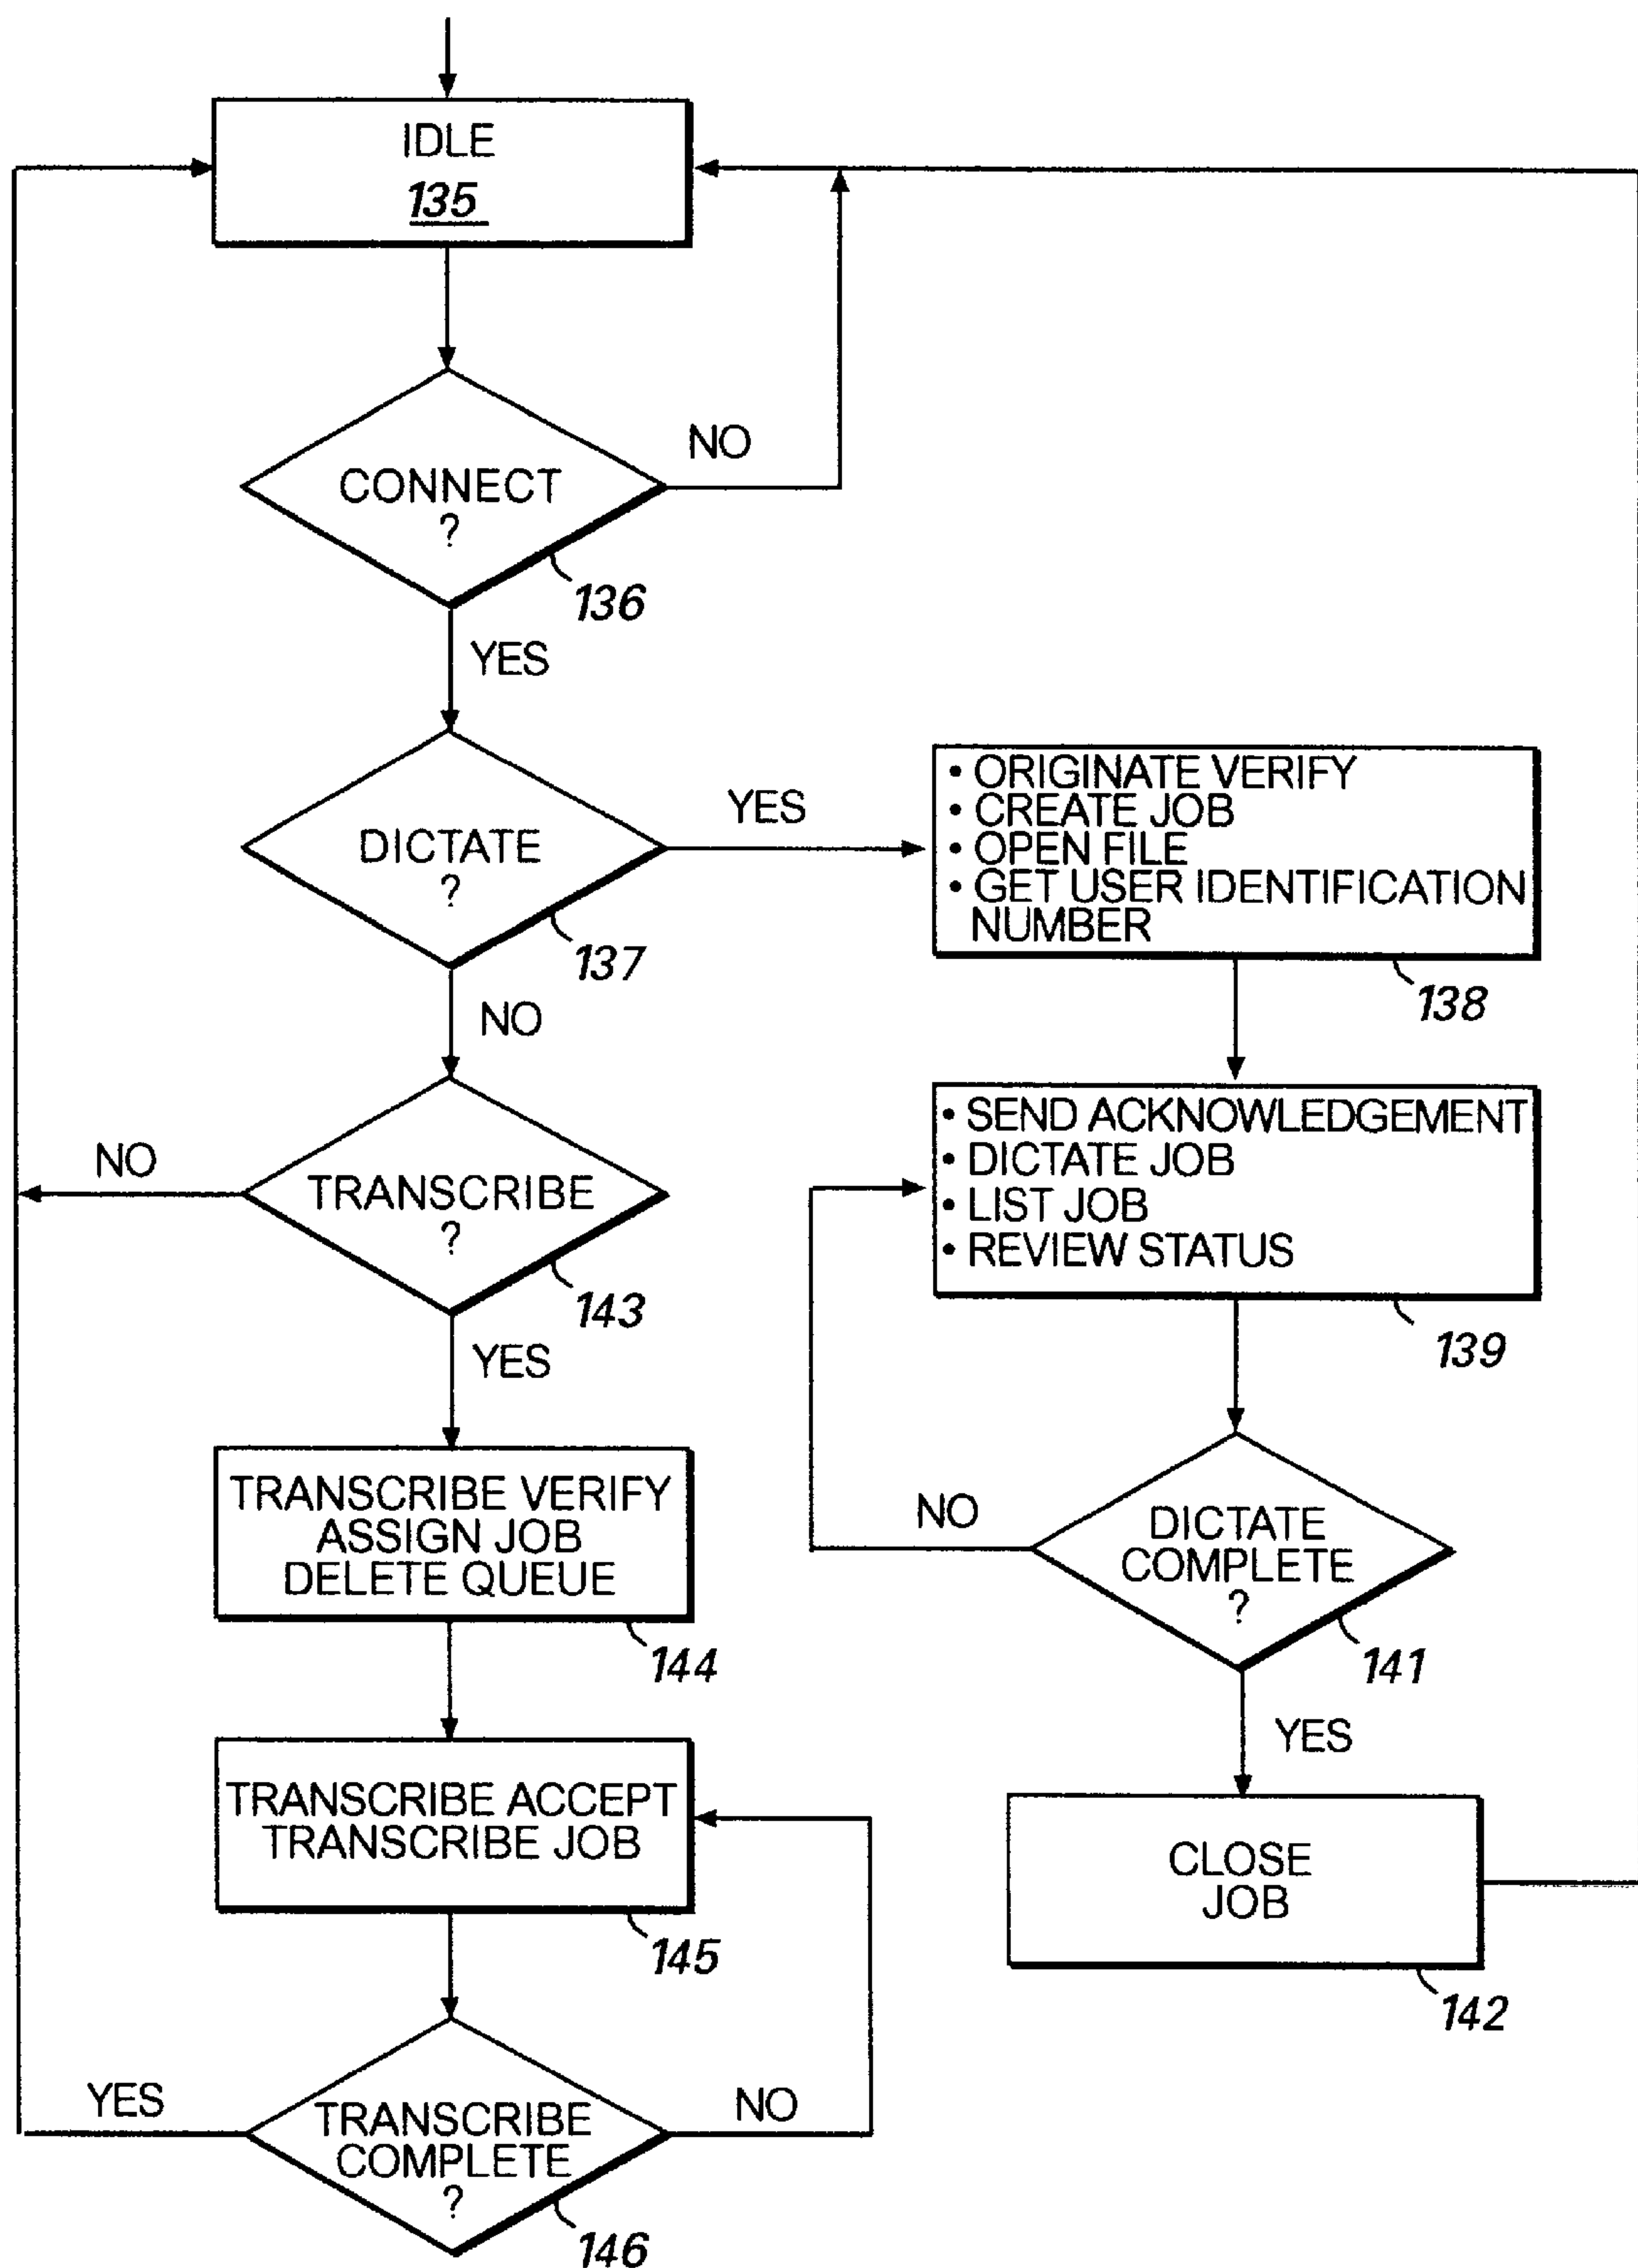 IDLE
135
CONNECT
?
136
NO
YES
DICTATE
?
137
YES
NO
• ORIGINATE VERIFY
• CREATE JOB
• OPEN FILE
• GET USER IDENTIFICATION
NUMBER
138
• SEND ACKNOWLEDGEMENT
• DICTATE JOB
• LIST JOB
• REVIEW STATUS
139
TRANSCRIBE
?
143
NO
YES
DICTATE
COMPLETE
?
141
NO
YES
CLOSE
JOB
142
TRANSCRIBE VERIFY
ASSIGN JOB
DELETE QUEUE
144
TRANSCRIBE ACCEPT
TRANSCRIBE JOB
145
TRANSCRIBE
COMPLETE
?
146
YES
NO